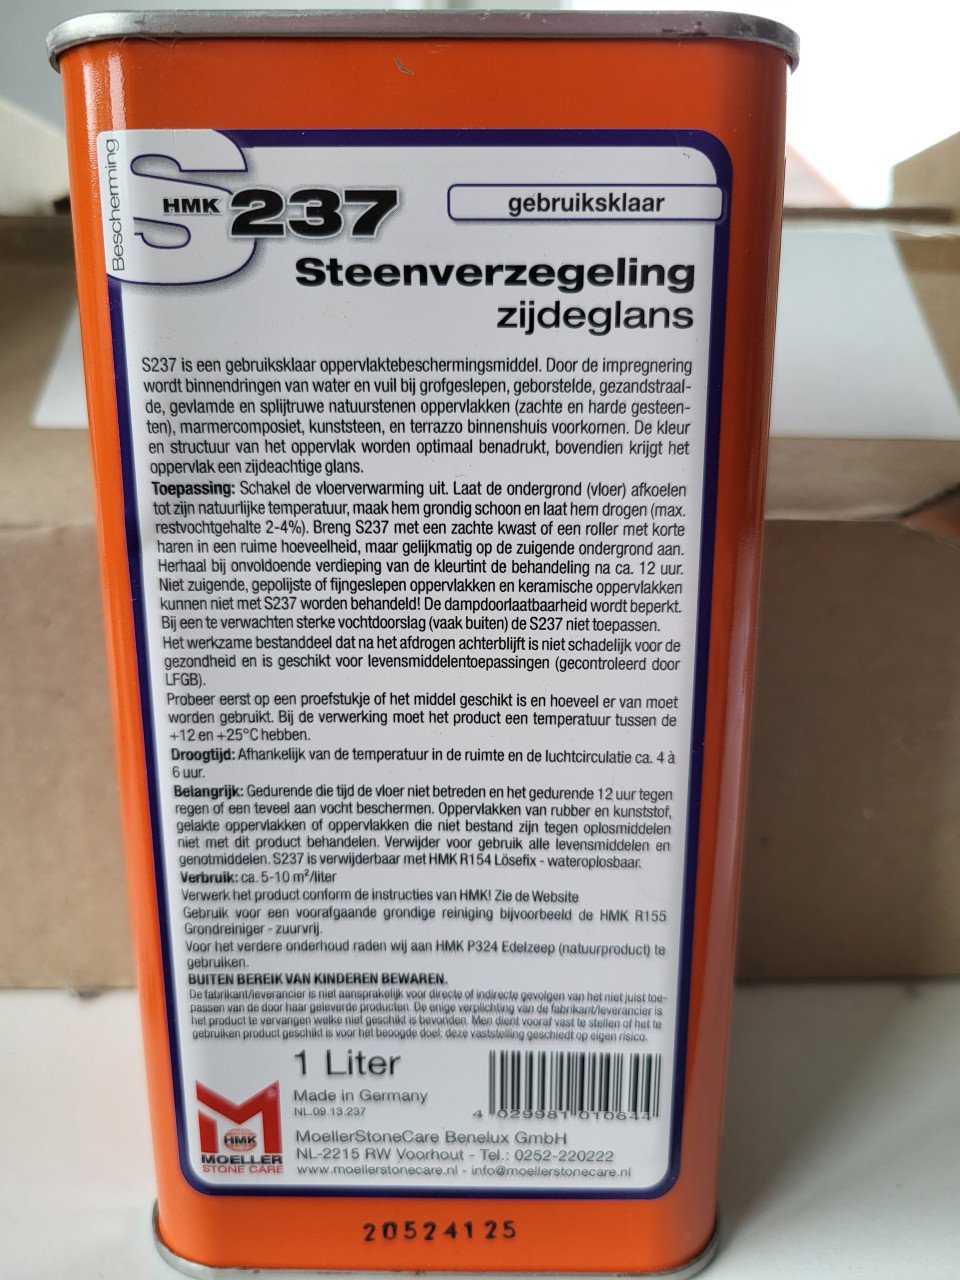 Bescherming
S
HMK 237
gebruiksklaar
Steenverzegeling
zijdeglans
S237 is een gebruiksklaar oppervlaktebeschermingsmiddel. Door de impregnering
wordt binnendringen van water en vuil bij grofgeslepen, geborstelde, gezandstraal-
de, gevlamde en splijtruwe natuurstenen oppervlakken (zachte en harde gesteen-
ten), marmercomposiet, kunststeen, en terrazzo binnenshuis voorkomen. De kleur
en structuur van het oppervlak worden optimaal benadrukt, bovendien krijgt het
oppervlak een zijdeachtige glans.
Toepassing: Schakel de vloerverwarming uit. Laat de ondergrond (vloer) afkoelen
tot zijn natuurlijke temperatuur, maak hem grondig schoon en laat hem drogen (max.
restvochtgehalte 2-4%). Breng S237 met een zachte kwast of een roller met korte
haren in een ruime hoeveelheid, maar gelijkmatig op de zuigende ondergrond aan.
Herhaal bij onvoldoende verdieping van de kleurtint de behandeling na ca. 12 uur.
Niet zuigende, gepolijste of fijngeslepen oppervlakken en keramische oppervlakken
kunnen niet met S237 worden behandeld! De dampdoorlaatbaarheid wordt beperkt.
Bij een te verwachten sterke vochtdoorslag (vaak buiten) de S237 niet toepassen.
Het werkzame bestanddeel dat na het afdrogen achterblijft is niet schadelijk voor de
gezondheid en is geschikt voor levensmiddelentoepassingen (gecontroleerd door
LFGB).
Probeer eerst op een proefstukje of het middel geschikt is en hoeveel er van moet
worden gebruikt. Bij de verwerking moet het product een temperatuur tussen de
+12 en +25°C hebben.
Droogtijd: Afhankelijk van de temperatuur in de ruimte en de luchtcirculatie ca. 4 à
6 uur.
Belangrijk: Gedurende die tijd de vloer niet betreden en het gedurende 12 uur tegen
regen of een teveel aan vocht beschermen. Oppervlakken van rubber en kunststof,
gelakte oppervlakken of oppervlakken die niet bestand zijn tegen oplosmiddelen
niet met dit product behandelen. Verwijder voor gebruik alle levensmiddelen en
genotmiddelen. S237 is verwijderbaar met HMK R154 Lösefix - wateroplosbaar.
Verbruik: ca. 5-10 m²/liter
Verwerk het product conform de instructies van HMK! Zie de Website
Gebruik voor een voorafgaande grondige reiniging bijvoorbeeld de HMK R155
Grondreiniger - zuurvrij.
Voor het verdere onderhoud raden wij aan HMK P324 Edelzeep (natuurproduct) te
gebruiken.
BUITEN BEREIK VAN KINDEREN BEWAREN.
De fabrikant/leverancier is niet aansprakelijk voor directe of indirecte gevolgen van het niet juist toe-
passen van de door haar geleverde producten. De enige verplichting van de fabrikant/leverancier is
het product te vervangen welke niet geschikt is bevonden. Men dient vooraf vast te stellen of het te
gebruiken product geschikt is voor het beoogde doel; deze vaststelling geschiedt op eigen risico.
1 Liter
Made in Germany
NL.09.13.237
4 029981 010644
M®
HMK
MOELLER
STONE CARE
MoellerStoneCare Benelux GmbH
NL-2215 RW Voorhout - Tel.: 0252-220222
www.moellerstonecare.nl - info@moellerstonecare.nl
20524125